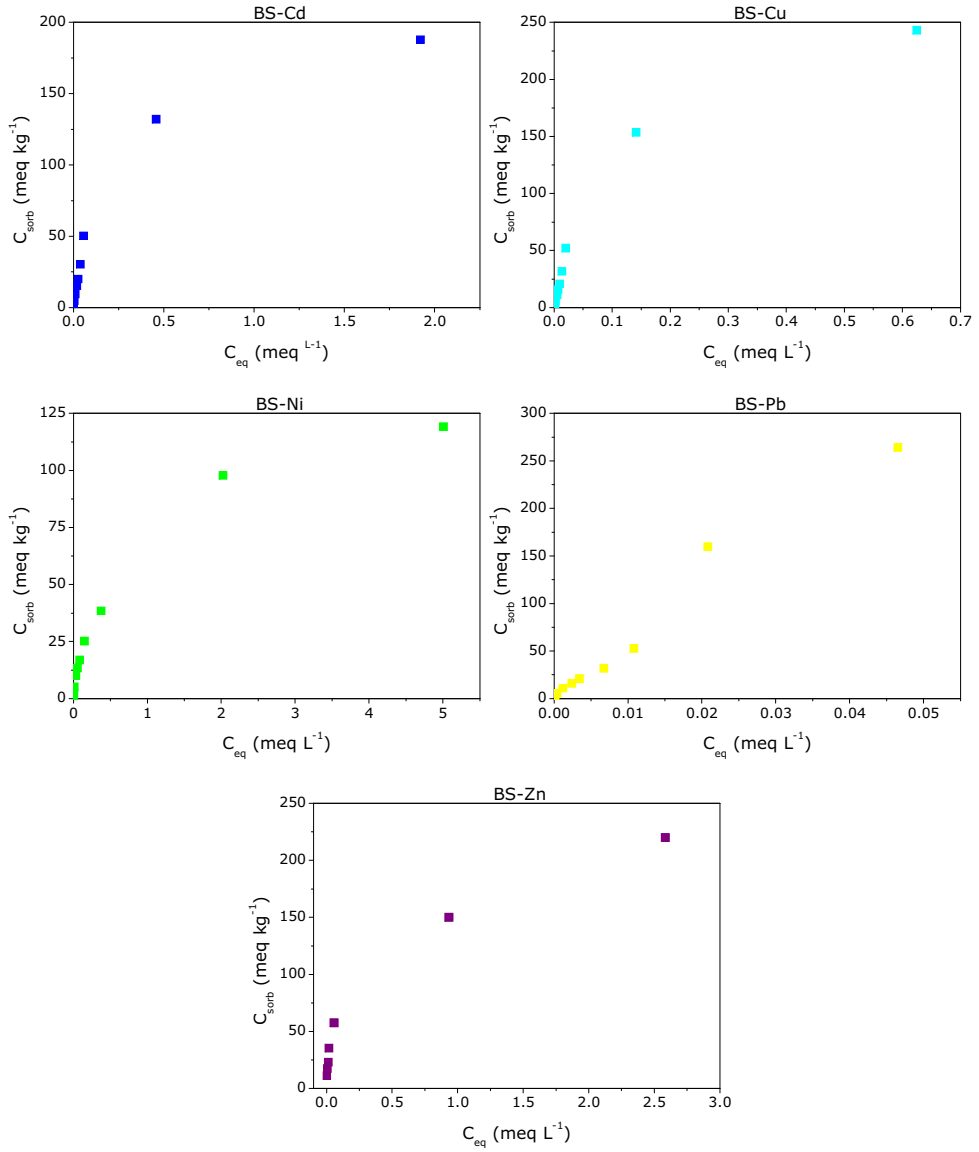 BS-Cd
200
150
100
50
0
0.0 0.5 1.0 1.5 2.0
C_sorb (meq kg⁻¹)
C_eq (meq ᴸ⁻¹)
BS-Cu
250
200
150
100
50
0
0.0 0.1 0.2 0.3 0.4 0.5 0.6 0.7
C_sorb (meq kg⁻¹)
C_eq (meq L⁻¹)
BS-Ni
125
100
75
50
25
0
0 1 2 3 4 5
C_sorb (meq kg⁻¹)
C_eq (meq L⁻¹)
BS-Pb
300
250
200
150
100
50
0
0.00 0.01 0.02 0.03 0.04 0.05
C_sorb (meq kg⁻¹)
C_eq (meq L⁻¹)
BS-Zn
250
200
150
100
50
0
0.0 1.0 1.5 2.0 2.5 3.0
C_sorb (meq kg⁻¹)
C_eq (meq L⁻¹)